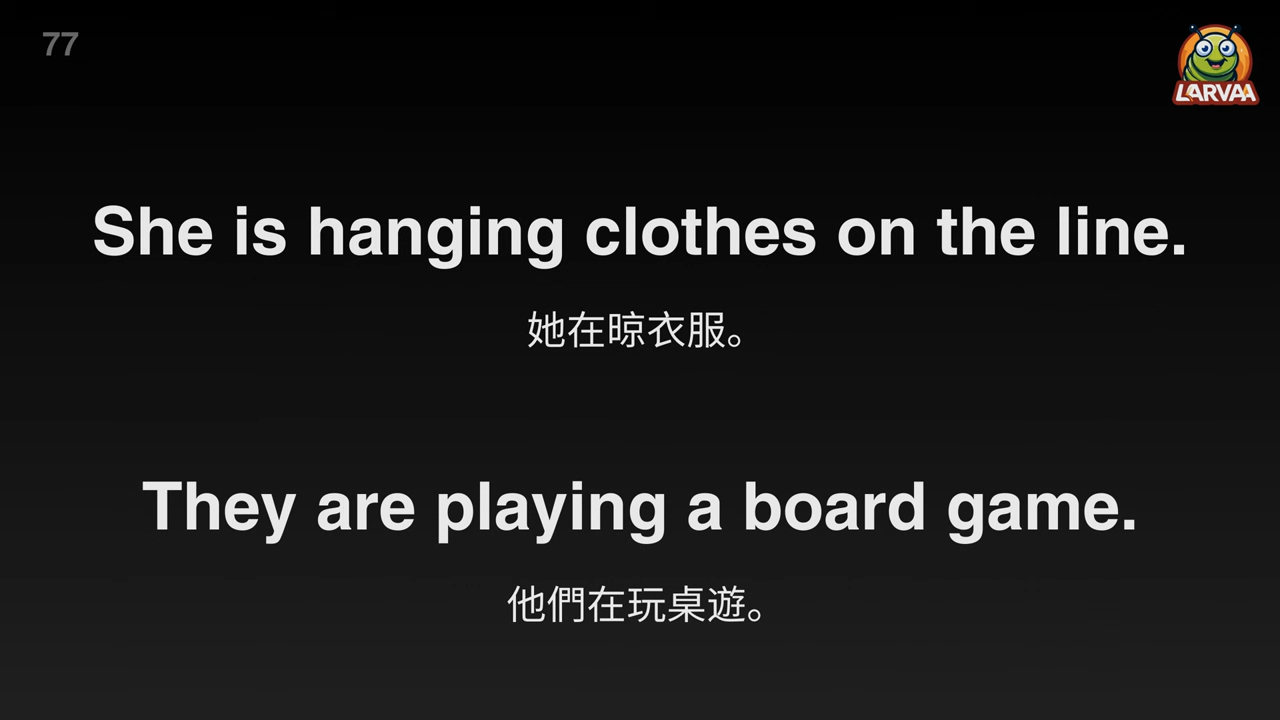 77
LARVAA
She is hanging clothes on the line.
她在晾衣服。
They are playing a board game.
他們在玩桌遊。